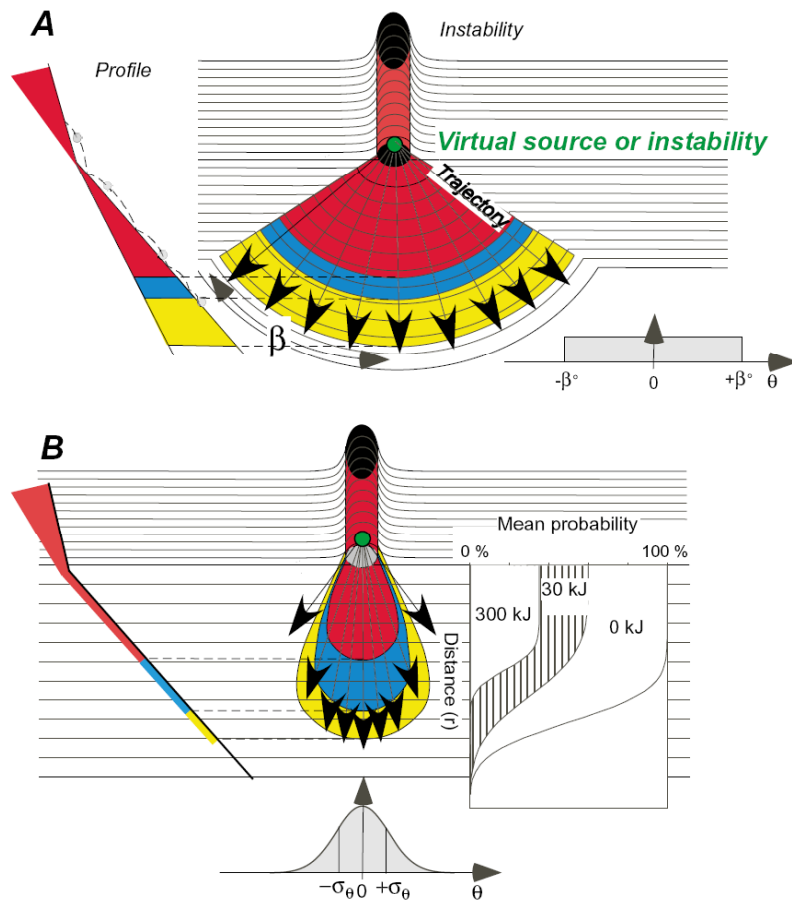 A
Instability
Profile
Virtual source or instability
Trajectory
β
-β° 0 +β° θ
B
Mean probability
0 % 100 %
30 kJ
300 kJ
0 kJ
Distance (r)
−σθ 0 +σθ θ